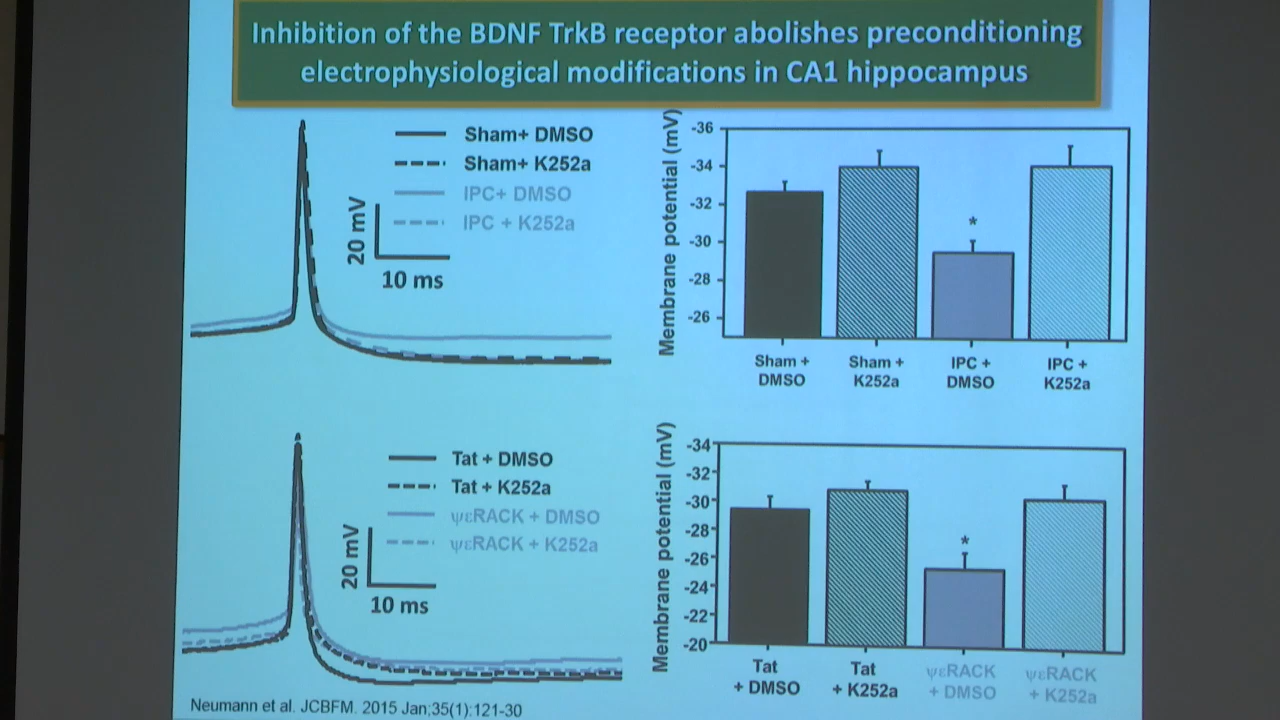 Inhibition of the BDNF TrkB receptor abolishes preconditioning
electrophysiological modifications in CA1 hippocampus
Sham+ DMSO
Sham+ K252a
IPC+ DMSO
IPC + K252a
20 mV
10 ms
Membrane potential (mV)
-36
-34
-32
-30
-28
-26
*
Sham +
DMSO
Sham +
K252a
IPC +
DMSO
IPC +
K252a
Tat + DMSO
Tat + K252a
ψεRACK + DMSO
ψεRACK + K252a
20 mV
10 ms
Membrane potential (mV)
-34
-32
-30
-28
-26
-24
-22
-20
*
Tat
+ DMSO
Tat
+ K252a
ψεRACK
+ DMSO
ψεRACK
+ K252a
Neumann et al. JCBFM. 2015 Jan;35(1):121-30